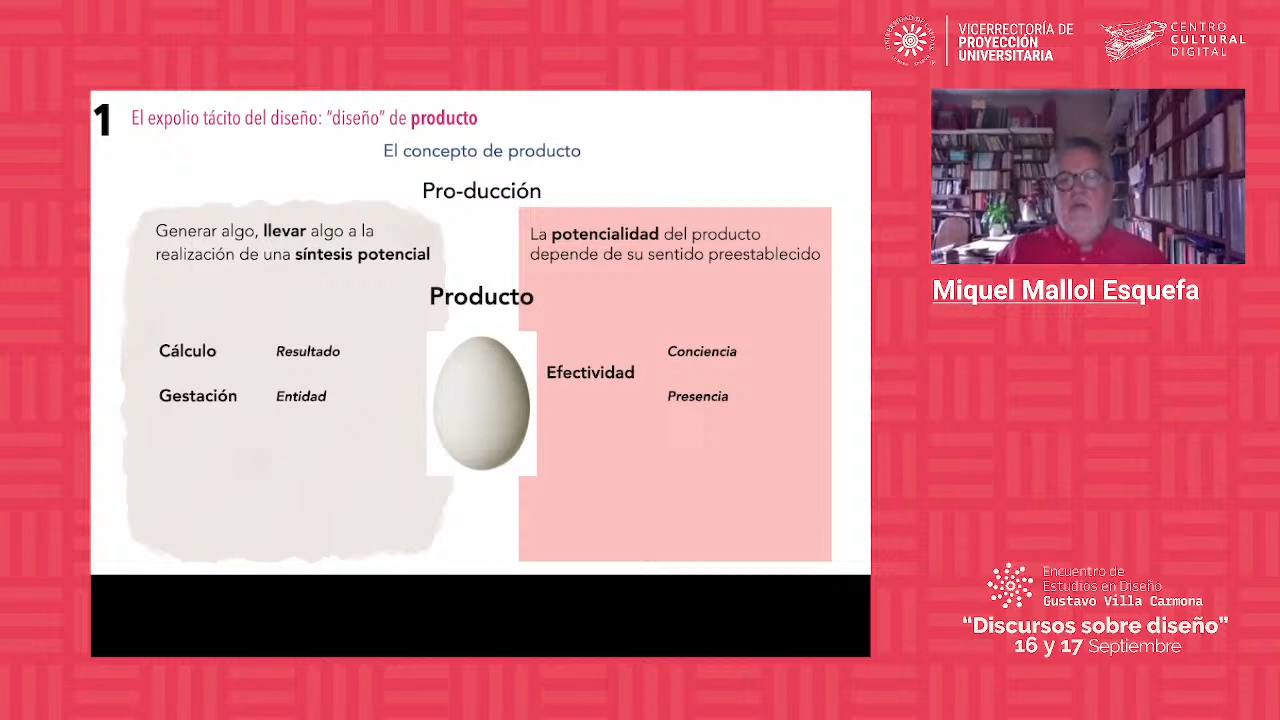 VICERRECTORÍA DE
PROYECCIÓN
UNIVERSITARIA
CENTRO
CULTURAL
DIGITAL
1
El expolio tácito del diseño: “diseño” de producto
El concepto de producto
Pro-ducción
Generar algo, llevar algo a la
realización de una síntesis potencial
La potencialidad del producto
depende de su sentido preestablecido
Producto
Cálculo
Resultado
Gestación
Entidad
Efectividad
Conciencia
Presencia
Miquel Mallol Esquefa
Encuentro de
Estudios en Diseño
Gustavo Villa Carmona
“Discursos sobre diseño”
16 y 17 Septiembre